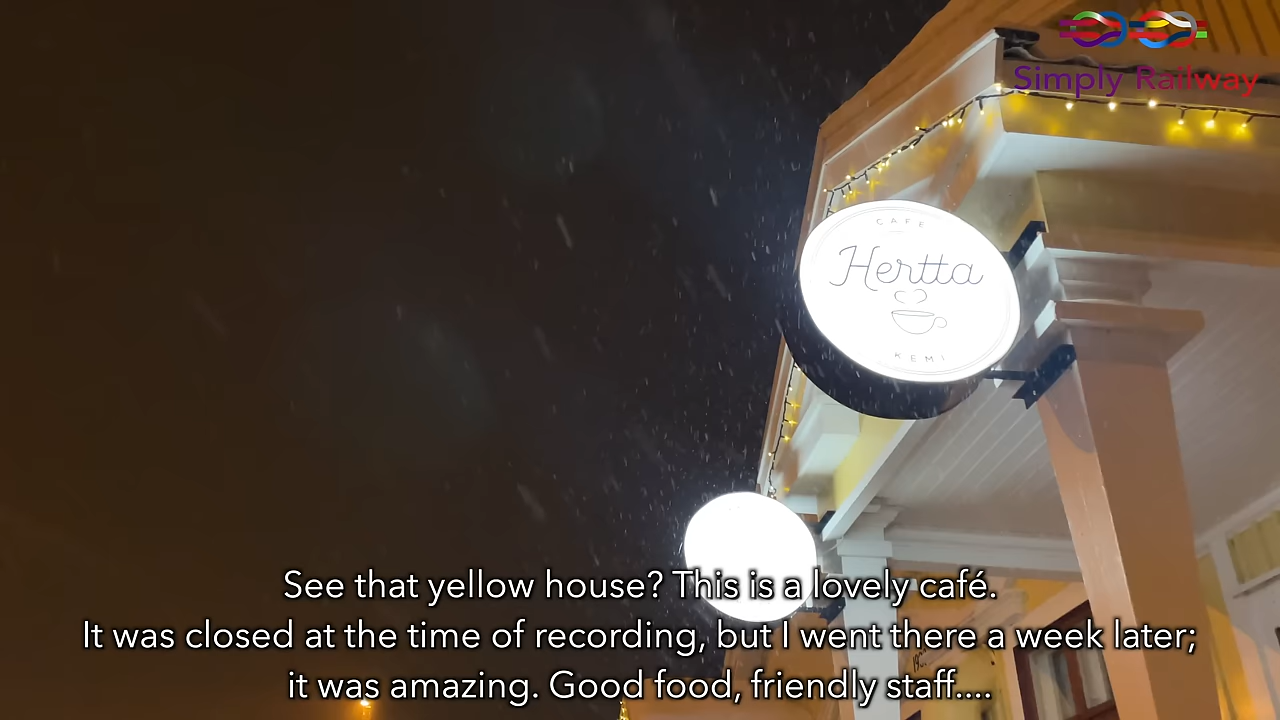 Simply Railway
CAFE
Hertta
KEMI
See that yellow house? This is a lovely café.
It was closed at the time of recording, but I went there a week later;
it was amazing. Good food, friendly staff....